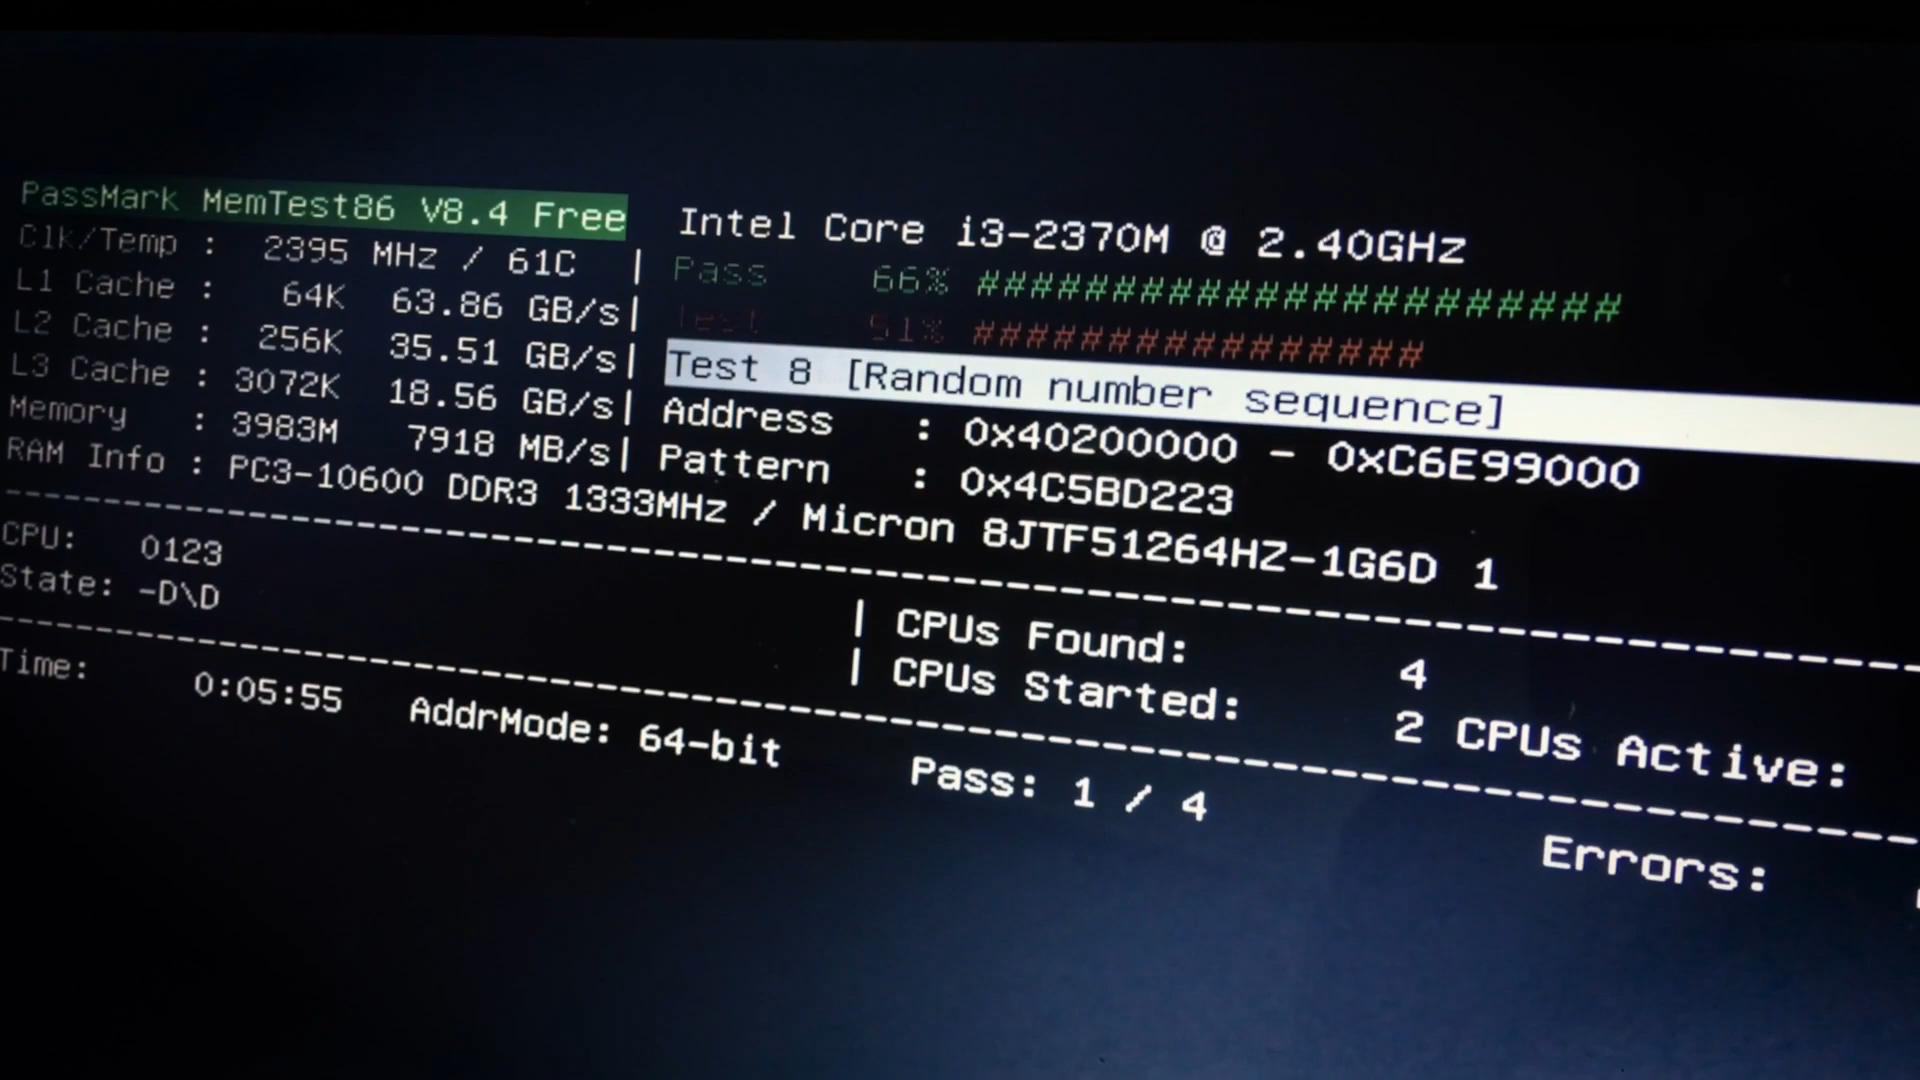 PassMark MemTest86 V8.4 Free Intel Core i3-2370M @ 2.40GHz
Clk/Temp : 2395 MHz / 61C | Pass 66% ########################
L1 Cache : 64K 63.86 GB/s| Test 51% #################
L2 Cache : 256K 35.51 GB/s| Test 8 [Random number sequence]
L3 Cache : 3072K 18.56 GB/s| Address : 0x40200000 - 0xC6E99000
Memory : 3983M 7918 MB/s| Pattern : 0x4C5BD223
RAM Info : PC3-10600 DDR3 1333MHz / Micron 8JTF51264HZ-1G6D 1
CPU: 0123 | CPUs Found: 4
State: -D\D | CPUs Started: 2 CPUs Active:
Time: 0:05:55 AddrMode: 64-bit Pass: 1 / 4 Errors: